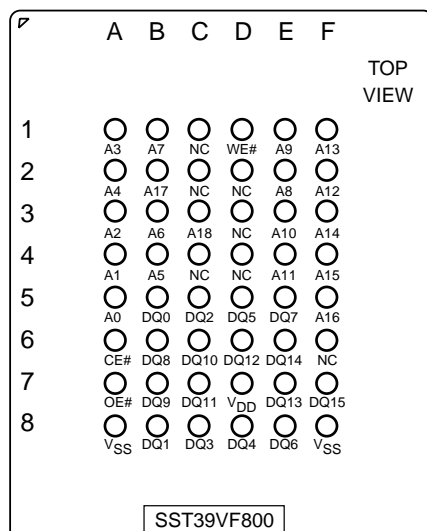 A B C D E F
TOP
VIEW
1
A3 A7 NC WE# A9 A13
2
A4 A17 NC NC A8 A12
3
A2 A6 A18 NC A10 A14
4
A1 A5 NC NC A11 A15
5
A0 DQ0 DQ2 DQ5 DQ7 A16
6
CE# DQ8 DQ10 DQ12 DQ14 NC
7
OE# DQ9 DQ11 VDD DQ13 DQ15
8
VSS DQ1 DQ3 DQ4 DQ6 VSS
SST39VF800